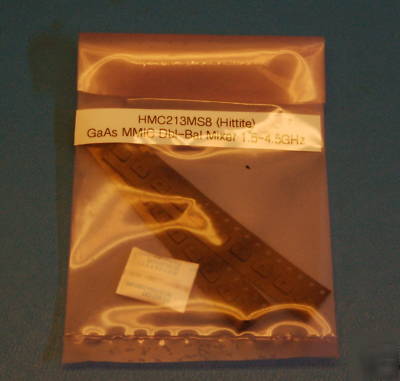 HMC213MS8 (Hittite)
GaAs MMIC Dbl-Bal Mixer 1.5-4.5GHz